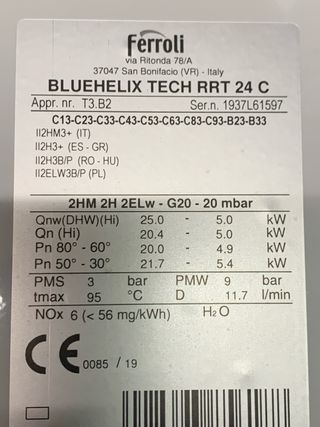 Ferroli
via Ritonda 78/A
37047 San Bonifacio (VR) - Italy
BLUEHELIX TECH RRT 24 C
Appr. nr. T3.B2 Ser.n. 1937L61597
C13-C23-C33-C43-C53-C63-C83-C93-B23-B33
II2HM3+ (IT)
II2H3+ (ES - GR)
II2H3B/P (RO - HU)
II2ELW3B/P (PL)
2HM 2H 2ELw - G20 - 20 mbar
Qnw(DHW)(Hi) 25.0 - 5.0 kW
Qn (Hi) 20.4 - 5.0 kW
Pn 80° - 60° 20.0 - 4.9 kW
Pn 50° - 30° 21.7 - 5.4 kW
PMS 3 bar PMW 9 bar
tmax 95 °C D 11.7 l/min
NOx 6 (< 56 mg/kWh) H2O
CE 0085 / 19